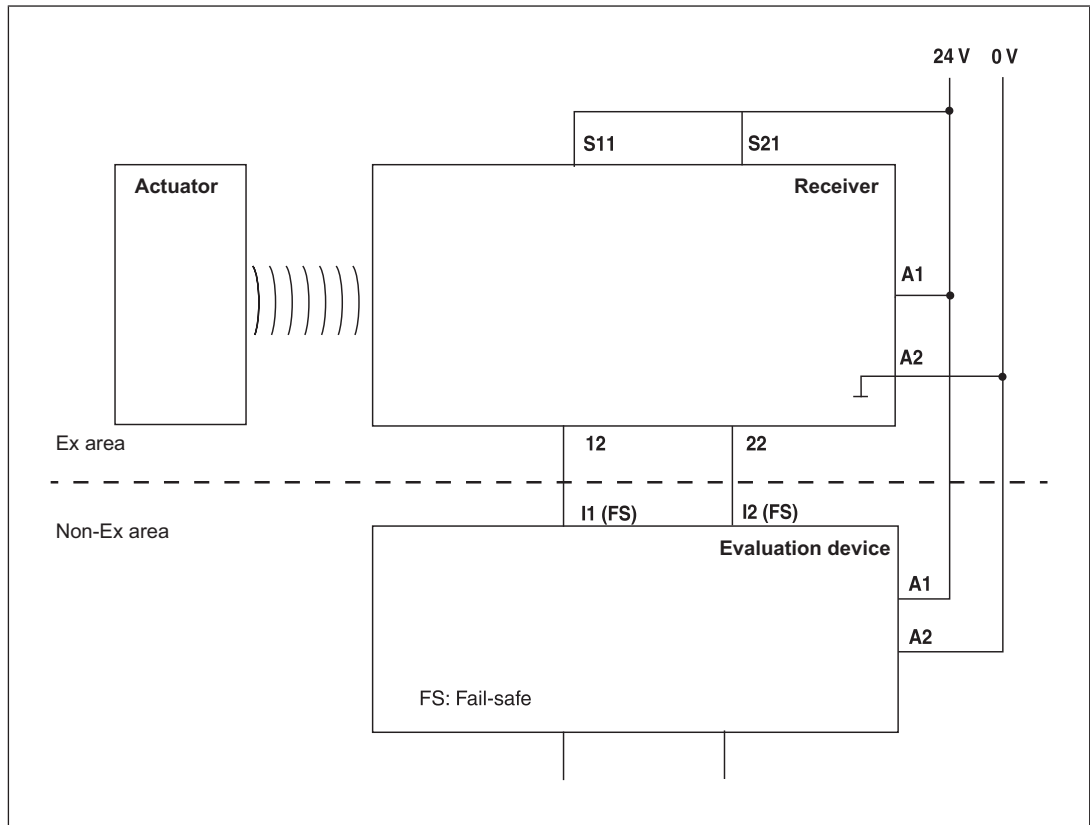 24 V 0 V
S11 S21
Actuator Receiver
A1
A2
Ex area 12 22
Non-Ex area I1 (FS) I2 (FS)
Evaluation device
A1
A2
FS: Fail-safe